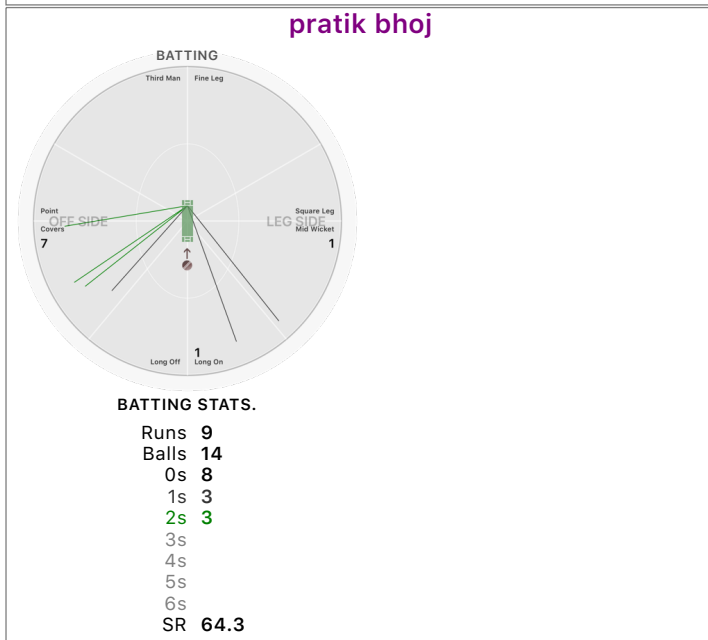 pratik bhoj
BATTING
Third Man Fine Leg
Point Square Leg
OFF SIDE LEG SIDE
Covers Mid Wicket
7 1
1
Long Off Long On
BATTING STATS.
Runs 9
Balls 14
0s 8
1s 3
2s 3
3s
4s
5s
6s
SR 64.3